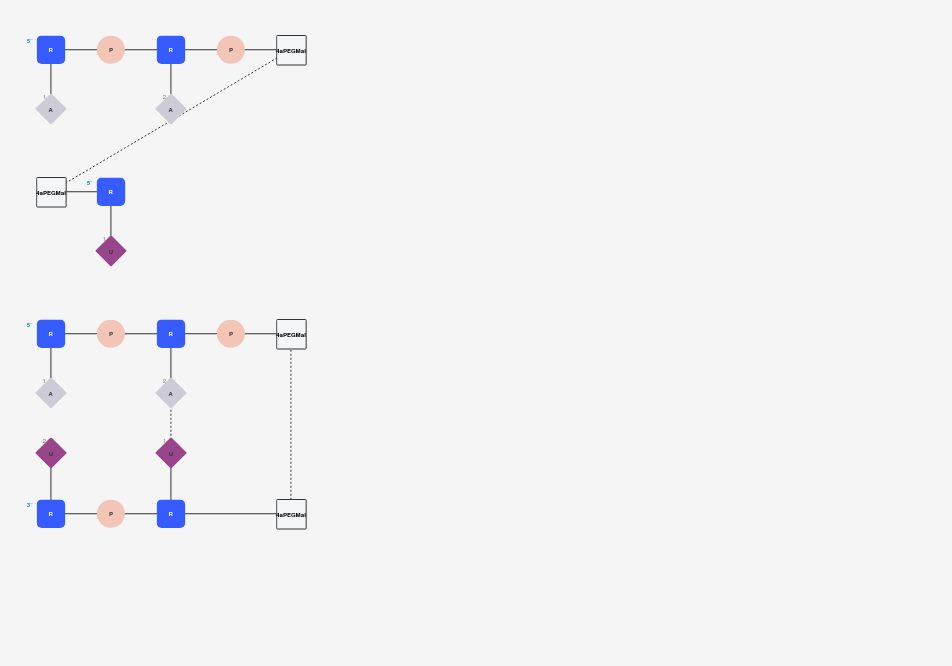 5' R P R P 4aPEGMal
1 A 2 A
4aPEGMal 5' R
1 U
5' R P R P 4aPEGMal
1 A 2 A
2 U 1 U
3' R P R 4aPEGMal